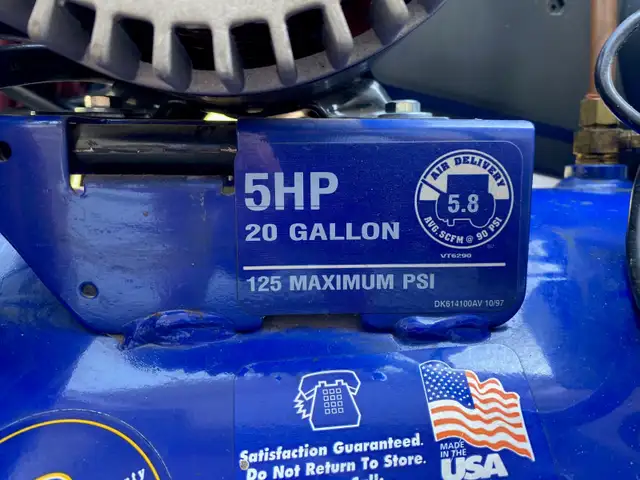 5HP
20 GALLON
125 MAXIMUM PSI
AIR DELIVERY
5.8
AVG. SCFM @ 90 PSI
VT6290
DK614100AV 10/97
Satisfaction Guaranteed.
Do Not Return To Store.
MADE
IN THE
USA